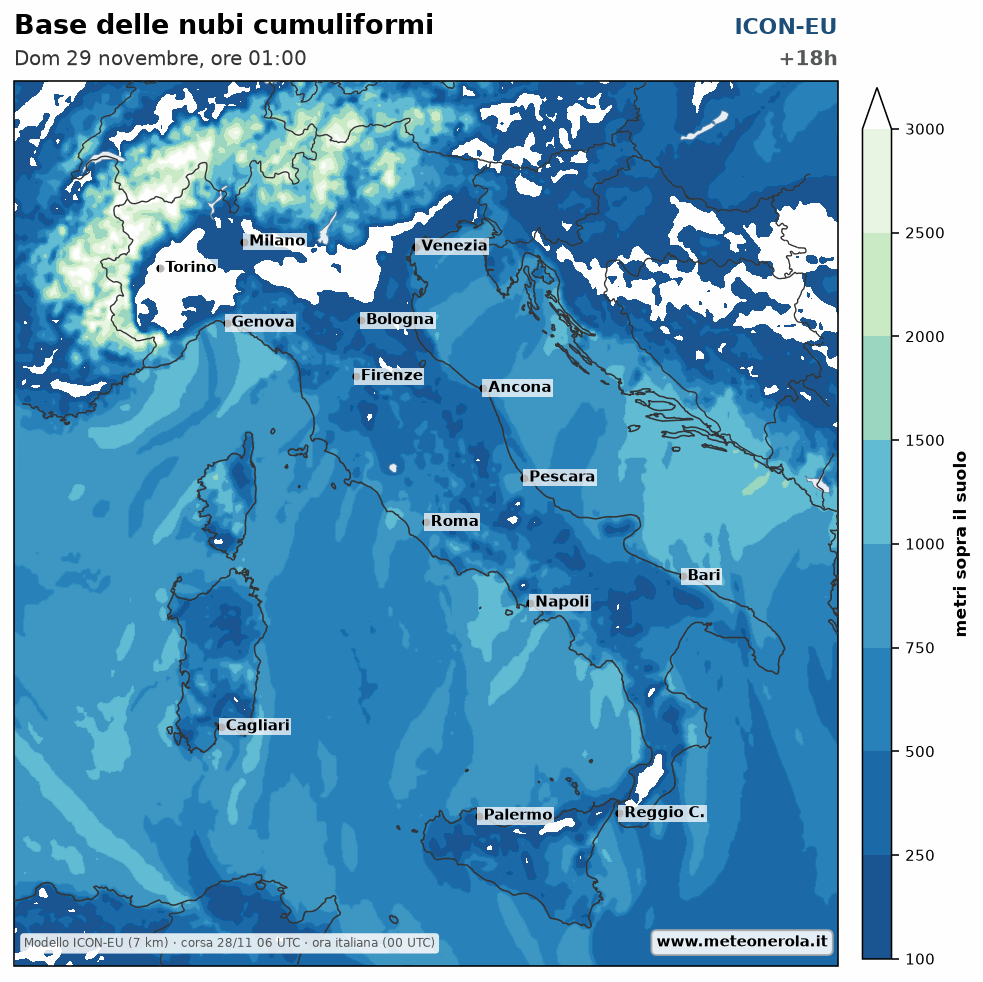 Base delle nubi cumuliformi
ICON-EU
Dom 29 novembre, ore 01:00
+18h
Milano
Venezia
Torino
Genova
Bologna
Firenze
Ancona
Pescara
Roma
Bari
Napoli
Cagliari
Palermo
Reggio C.
3000
2500
2000
1500
1000
750
500
250
100
metri sopra il suolo
Modello ICON-EU (7 km) · corsa 28/11 06 UTC · ora italiana (00 UTC)
www.meteonerola.it